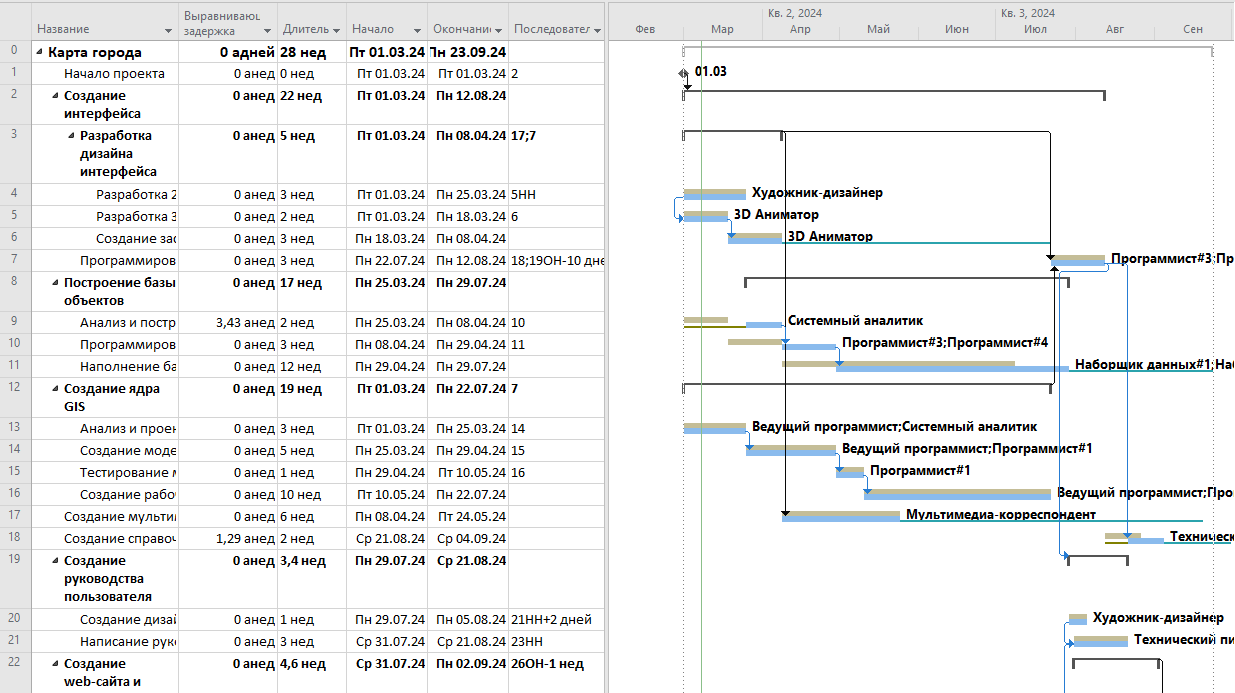 Название Выравнивающ задержка Длитель Начало Окончани Последовател
Кв. 2, 2024 Кв. 3, 2024
Фев Мар Апр Май Июн Июл Авг Сен
0 Карта города 0 адней 28 нед Пт 01.03.24 Пн 23.09.24
1 Начало проекта 0 анед 0 нед Пт 01.03.24 Пт 01.03.24 2
01.03
2 Создание интерфейса 0 анед 22 нед Пт 01.03.24 Пн 12.08.24
3 Разработка дизайна интерфейса 0 анед 5 нед Пт 01.03.24 Пн 08.04.24 17;7
4 Разработка 2 0 анед 3 нед Пт 01.03.24 Пн 25.03.24 5НН
Художник-дизайнер
5 Разработка 3 0 анед 2 нед Пт 01.03.24 Пн 18.03.24 6
3D Аниматор
6 Создание зас 0 анед 3 нед Пн 18.03.24 Пн 08.04.24
3D Аниматор
7 Программиров 0 анед 3 нед Пн 22.07.24 Пн 12.08.24 18;19ОН-10 дне
Программист#3;Пр
8 Построение базы объектов 0 анед 17 нед Пн 25.03.24 Пн 29.07.24
9 Анализ и постр 3,43 анед 2 нед Пн 25.03.24 Пн 08.04.24 10
Системный аналитик
10 Программиров 0 анед 3 нед Пн 08.04.24 Пн 29.04.24 11
Программист#3;Программист#4
11 Наполнение ба 0 анед 12 нед Пн 29.04.24 Пн 29.07.24
Наборщик данных#1;Наб
12 Создание ядра GIS 0 анед 19 нед Пт 01.03.24 Пн 22.07.24 7
13 Анализ и проек 0 анед 3 нед Пт 01.03.24 Пн 25.03.24 14
Ведущий программист;Системный аналитик
14 Создание моде 0 анед 5 нед Пн 25.03.24 Пн 29.04.24 15
Ведущий программист;Программист#1
15 Тестирование м 0 анед 1 нед Пн 29.04.24 Пт 10.05.24 16
Программист#1
16 Создание рабоч 0 анед 10 нед Пт 10.05.24 Пн 22.07.24
Ведущий программист;Прог
17 Создание мульти 0 анед 6 нед Пн 08.04.24 Пт 24.05.24
Мультимедиа-корреспондент
18 Создание справоч 1,29 анед 2 нед Ср 21.08.24 Ср 04.09.24
Техническ
19 Создание руководства пользователя 0 анед 3,4 нед Пн 29.07.24 Ср 21.08.24
20 Создание дизай 0 анед 1 нед Пн 29.07.24 Пн 05.08.24 21НН+2 дней
Художник-дизайнер
21 Написание руко 0 анед 3 нед Ср 31.07.24 Ср 21.08.24 23НН
Технический пи
22 Создание web-сайта и 0 анед 4,6 нед Ср 31.07.24 Пн 02.09.24 26ОН-1 нед